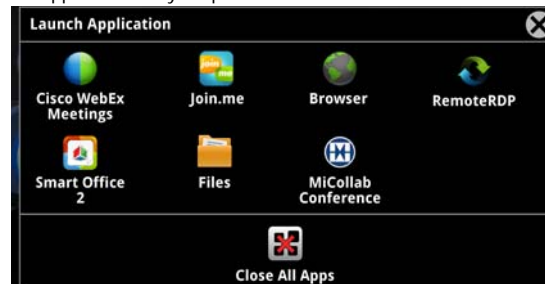 Launch Application
Cisco WebEx
Meetings
Join.me
Browser
RemoteRDP
Smart Office
2
Files
MiCollab
Conference
Close All Apps